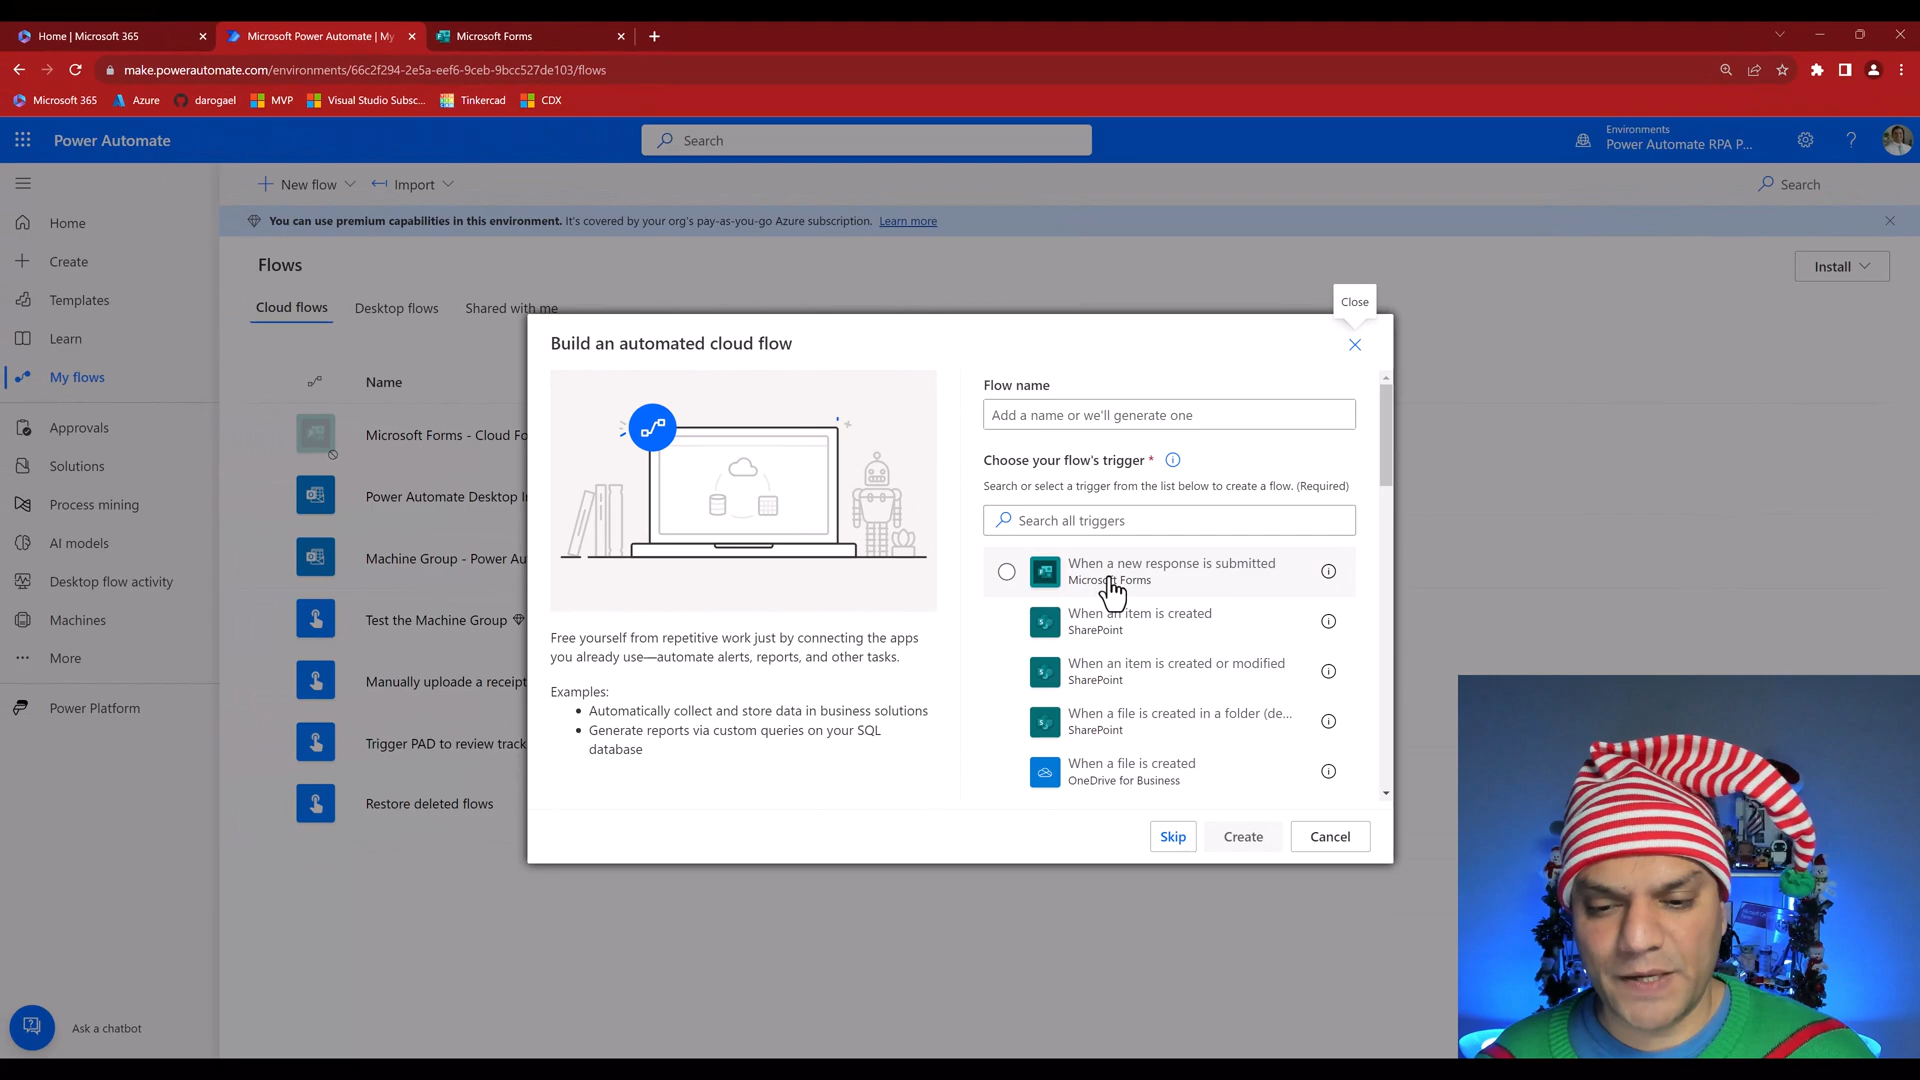 Home | Microsoft 365
Microsoft Power Automate | My
Microsoft Forms
make.powerautomate.com/environments/66c2f294-2e5a-eef6-9ceb-9bcc527de103/flows
Microsoft 365
Azure
darogael
MVP
Visual Studio Subsc...
Tinkercad
CDX
Power Automate
Search
Environments
Power Automate RPA P...
New flow
Import
Search
You can use premium capabilities in this environment. It's covered by your org's pay-as-you-go Azure subscription. Learn more
Home
Create
Templates
Learn
My flows
Approvals
Solutions
Process mining
AI models
Desktop flow activity
Machines
More
Power Platform
Ask a chatbot
Flows
Install
Cloud flows
Desktop flows
Shared with me
Name
Microsoft Forms - Cloud Fo
Power Automate Desktop I
Machine Group - Power Au
Test the Machine Group
Manually uploade a receipt
Trigger PAD to review track
Restore deleted flows
Close
Build an automated cloud flow
Free yourself from repetitive work just by connecting the apps
you already use—automate alerts, reports, and other tasks.
Examples:
• Automatically collect and store data in business solutions
• Generate reports via custom queries on your SQL
database
Flow name
Add a name or we'll generate one
Choose your flow's trigger *
Search or select a trigger from the list below to create a flow. (Required)
Search all triggers
When a new response is submitted
Microsoft Forms
When an item is created
SharePoint
When an item is created or modified
SharePoint
When a file is created in a folder (de...
SharePoint
When a file is created
OneDrive for Business
Skip
Create
Cancel